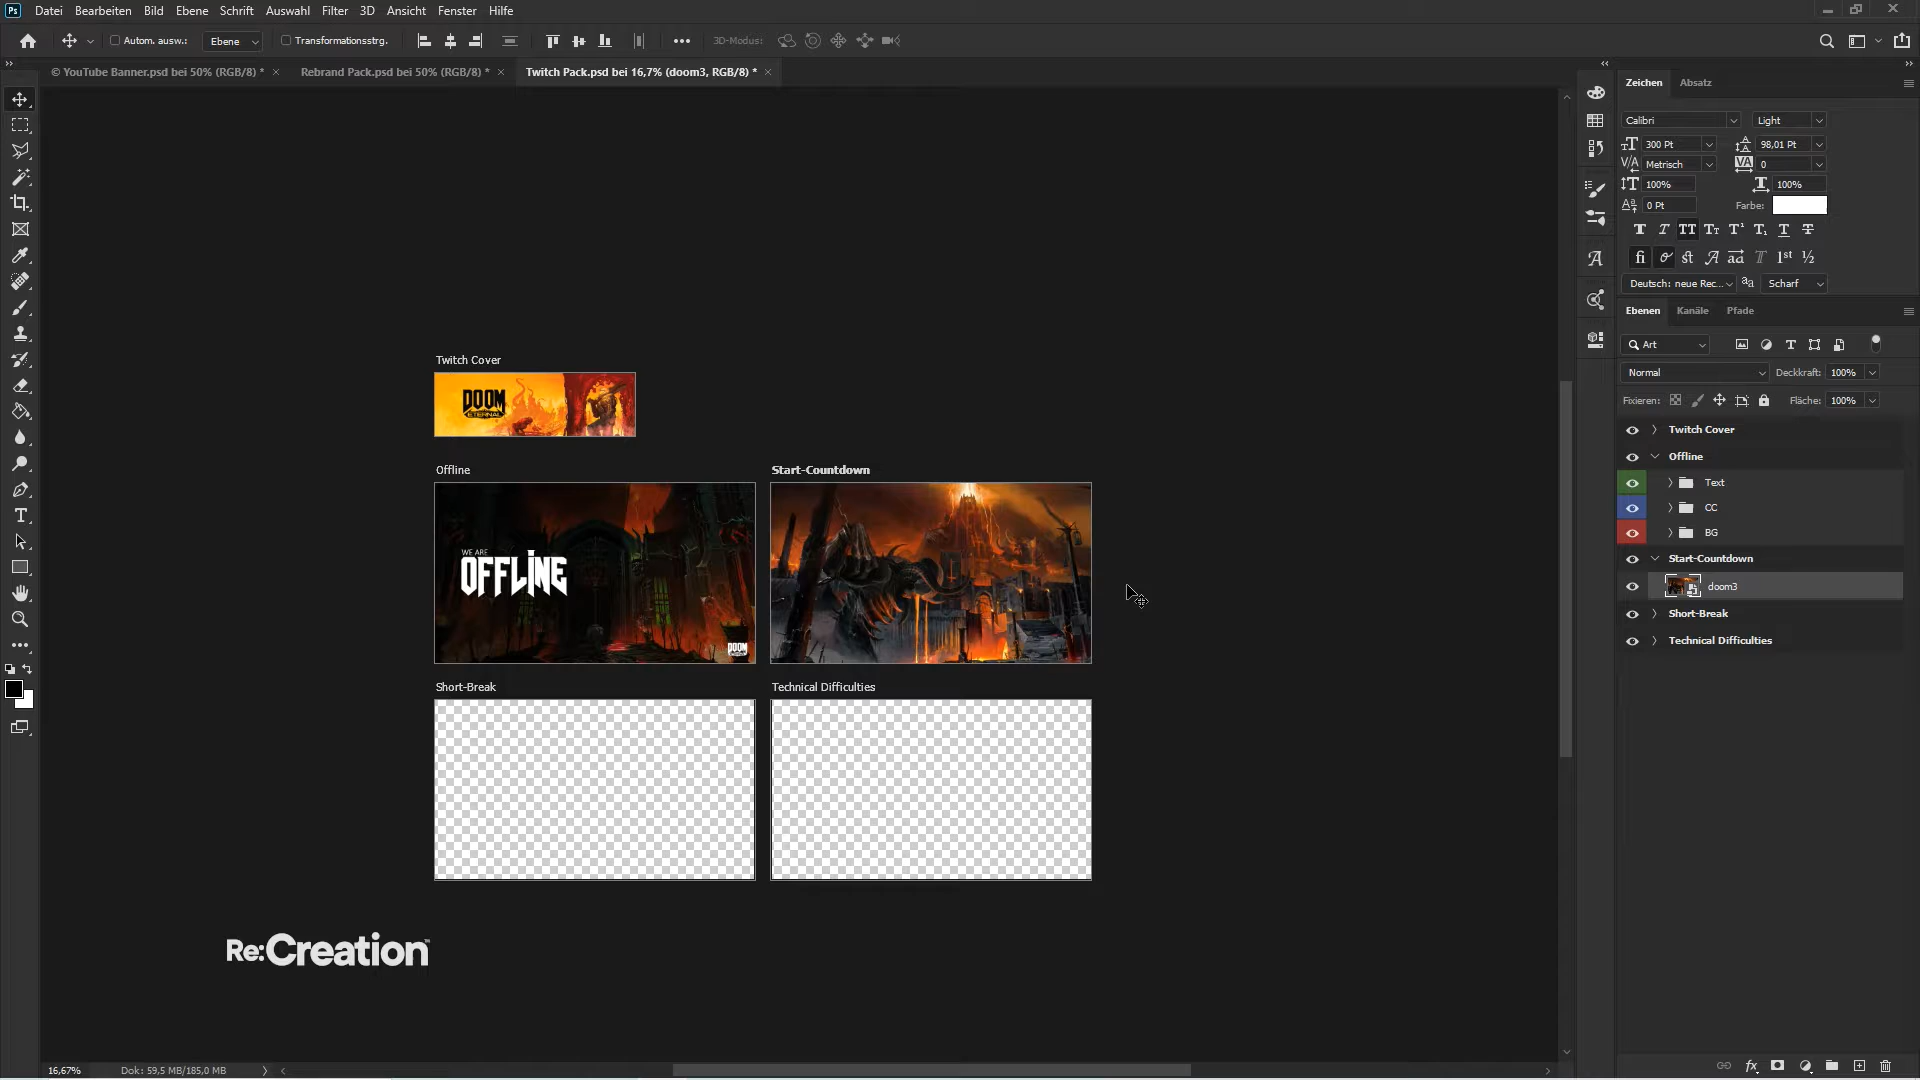 Ps Datei Bearbeiten Bild Ebene Schrift Auswahl Filter 3D Ansicht Fenster Hilfe
Autom. ausw.: Ebene Transformationsstrg. 3D-Modus:
© YouTube Banner.psd bei 50% (RGB/8) * Rebrand Pack.psd bei 50% (RGB/8) * Twitch Pack.psd bei 16,7% (doom3, RGB/8) *
Zeichen Absatz
Calibri Light
300 Pt 98,01 Pt
Metrisch 0
100% 100%
0 Pt Farbe:
Deutsch: neue Rec... Scharf
Ebenen Kanäle Pfade
Art
Normal Deckkraft: 100%
Fixieren: Fläche: 100%
Twitch Cover
Offline
Text
CC
BG
Start-Countdown
doom3
Short-Break
Technical Difficulties
Twitch Cover
DOOM
ETERNAL
Offline
Start-Countdown
WE ARE
OFFLINE
DOOM
Short-Break
Technical Difficulties
Re:Creation
16,67% Dok: 59,5 MB/185,0 MB